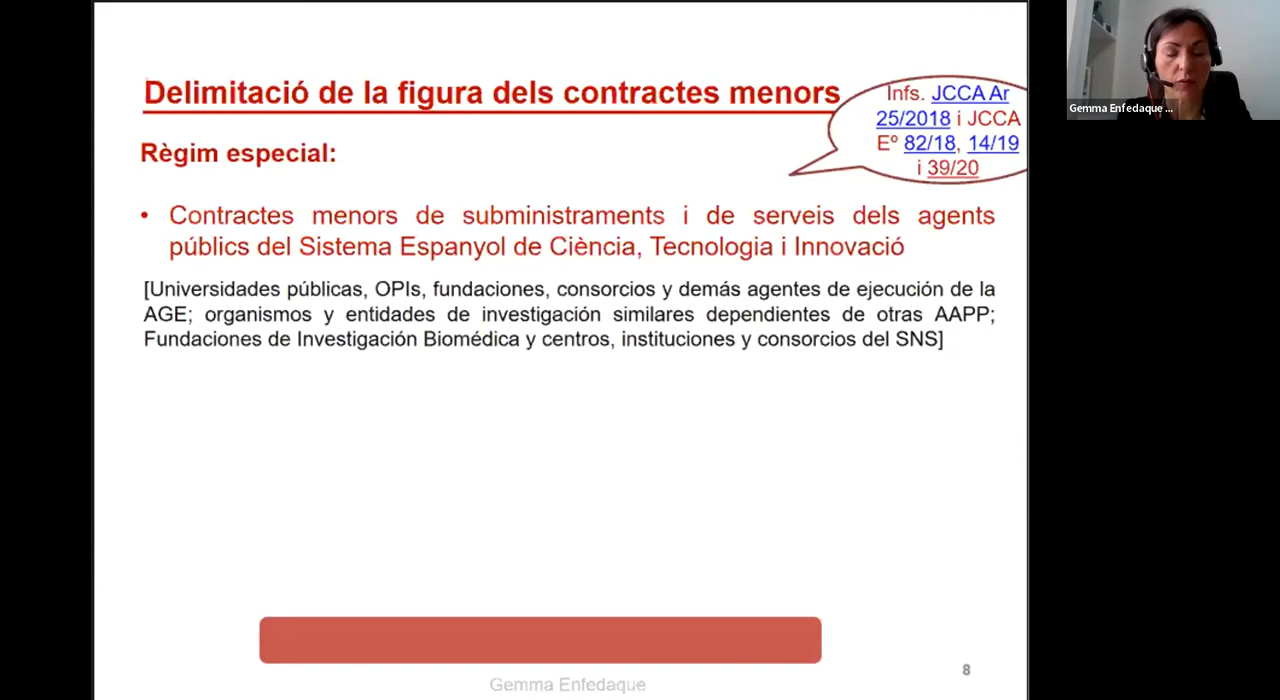 Delimitació de la figura dels contractes menors
Infs. JCCA Ar
25/2018 i JCCA
Eº 82/18, 14/19
i 39/20
Règim especial:
• Contractes menors de subministraments i de serveis dels agents
públics del Sistema Espanyol de Ciència, Tecnologia i Innovació
[Universidades públicas, OPIs, fundaciones, consorcios y demás agentes de ejecución de la
AGE; organismos y entidades de investigación similares dependientes de otras AAPP;
Fundaciones de Investigación Biomédica y centros, instituciones y consorcios del SNS]
8
Gemma Enfedaque
Gemma Enfedaque ...